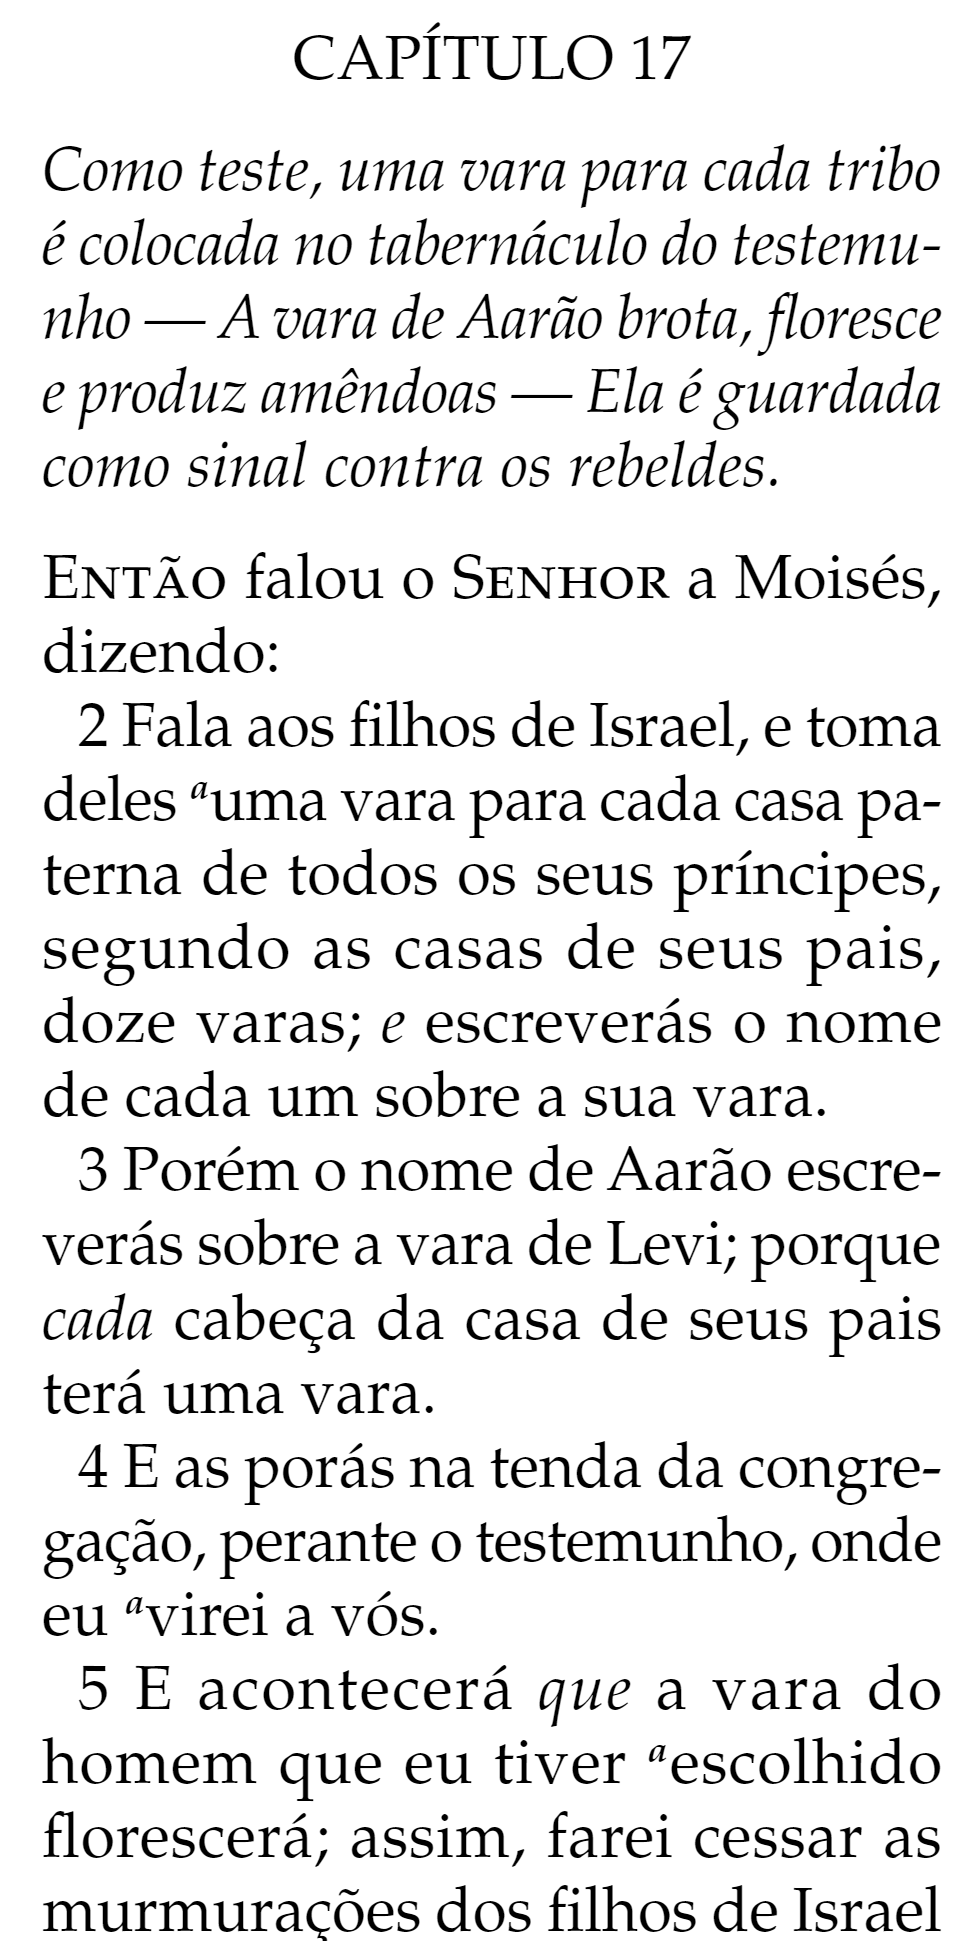 CAPÍTULO 17
Como teste, uma vara para cada tribo
é colocada no tabernáculo do testemu-
nho — A vara de Aarão brota, floresce
e produz amêndoas — Ela é guardada
como sinal contra os rebeldes.
ENTÃO falou o SENHOR a Moisés,
dizendo:
2 Fala aos filhos de Israel, e toma
deles ᵃuma vara para cada casa pa-
terna de todos os seus príncipes,
segundo as casas de seus pais,
doze varas; e escreverás o nome
de cada um sobre a sua vara.
3 Porém o nome de Aarão escre-
verás sobre a vara de Levi; porque
cada cabeça da casa de seus pais
terá uma vara.
4 E as porás na tenda da congre-
gação, perante o testemunho, onde
eu ᵃvirei a vós.
5 E acontecerá que a vara do
homem que eu tiver ᵃescolhido
florescerá; assim, farei cessar as
murmurações dos filhos de Israel